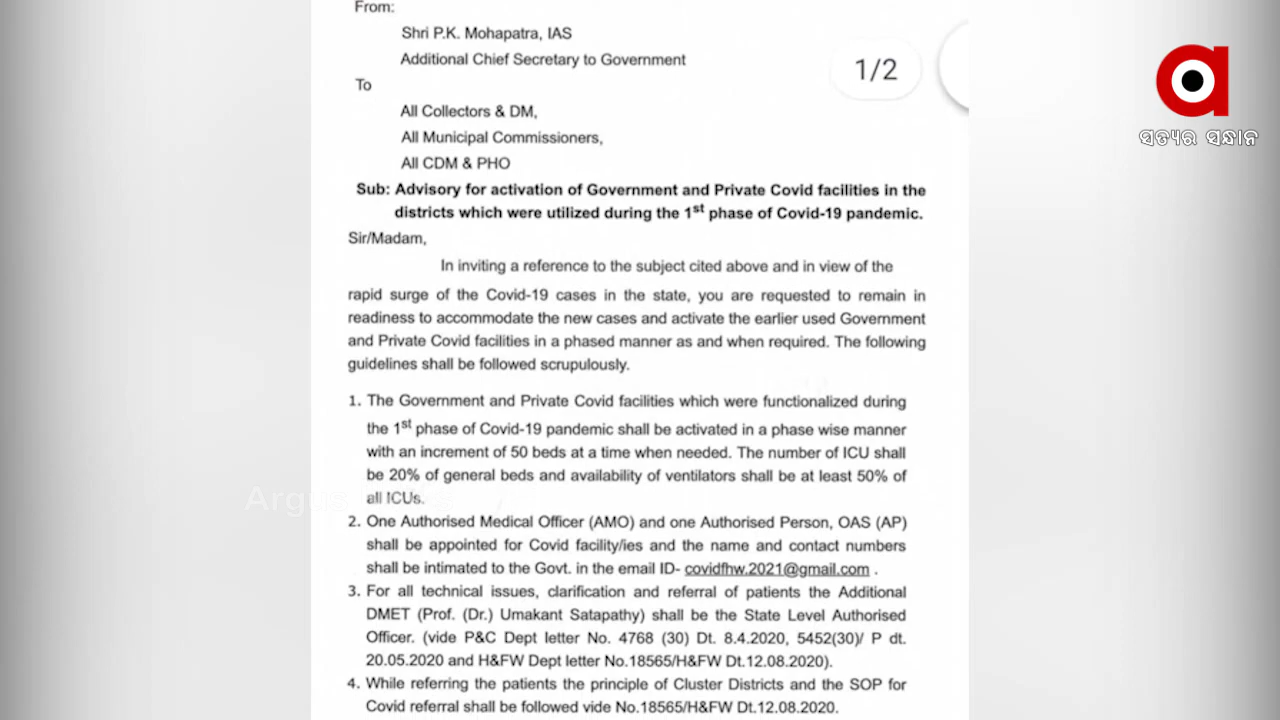 From:
Shri P.K. Mohapatra, IAS
Additional Chief Secretary to Government
To
All Collectors & DM,
All Municipal Commissioners,
All CDM & PHO
Sub: Advisory for activation of Government and Private Covid facilities in the
districts which were utilized during the 1st phase of Covid-19 pandemic.
Sir/Madam,
In inviting a reference to the subject cited above and in view of the
rapid surge of the Covid-19 cases in the state, you are requested to remain in
readiness to accommodate the new cases and activate the earlier used Government
and Private Covid facilities in a phased manner as and when required. The following
guidelines shall be followed scrupulously.
1. The Government and Private Covid facilities which were functionalized during
the 1st phase of Covid-19 pandemic shall be activated in a phase wise manner
with an increment of 50 beds at a time when needed. The number of ICU shall
be 20% of general beds and availability of ventilators shall be at least 50% of
all ICUs.
2. One Authorised Medical Officer (AMO) and one Authorised Person, OAS (AP)
shall be appointed for Covid facility/ies and the name and contact numbers
shall be intimated to the Govt. in the email ID- covidfhw.2021@gmail.com .
3. For all technical issues, clarification and referral of patients the Additional
DMET (Prof. (Dr.) Umakant Satapathy) shall be the State Level Authorised
Officer. (vide P&C Dept letter No. 4768 (30) Dt. 8.4.2020, 5452(30)/ P dt.
20.05.2020 and H&FW Dept letter No.18565/H&FW Dt.12.08.2020).
4. While referring the patients the principle of Cluster Districts and the SOP for
Covid referral shall be followed vide No.18565/H&FW Dt.12.08.2020.
1/2
a
ସତ୍ୟର ସନ୍ଧାନ
Argus